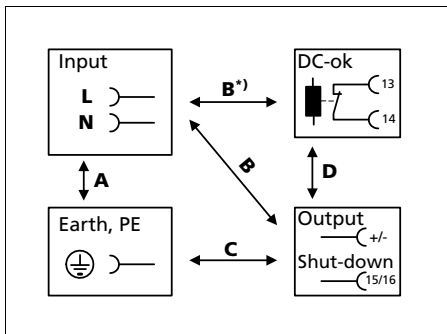 Input
L
N
B*)
DC-ok
13
14
A
B
D
Earth, PE
C
Output
+/-
Shut-down
15/16